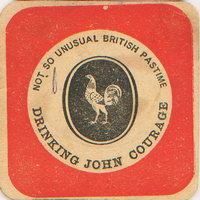 NOT SO UNUSUAL BRITISH PASTIME
DRINKING JOHN COURAGE